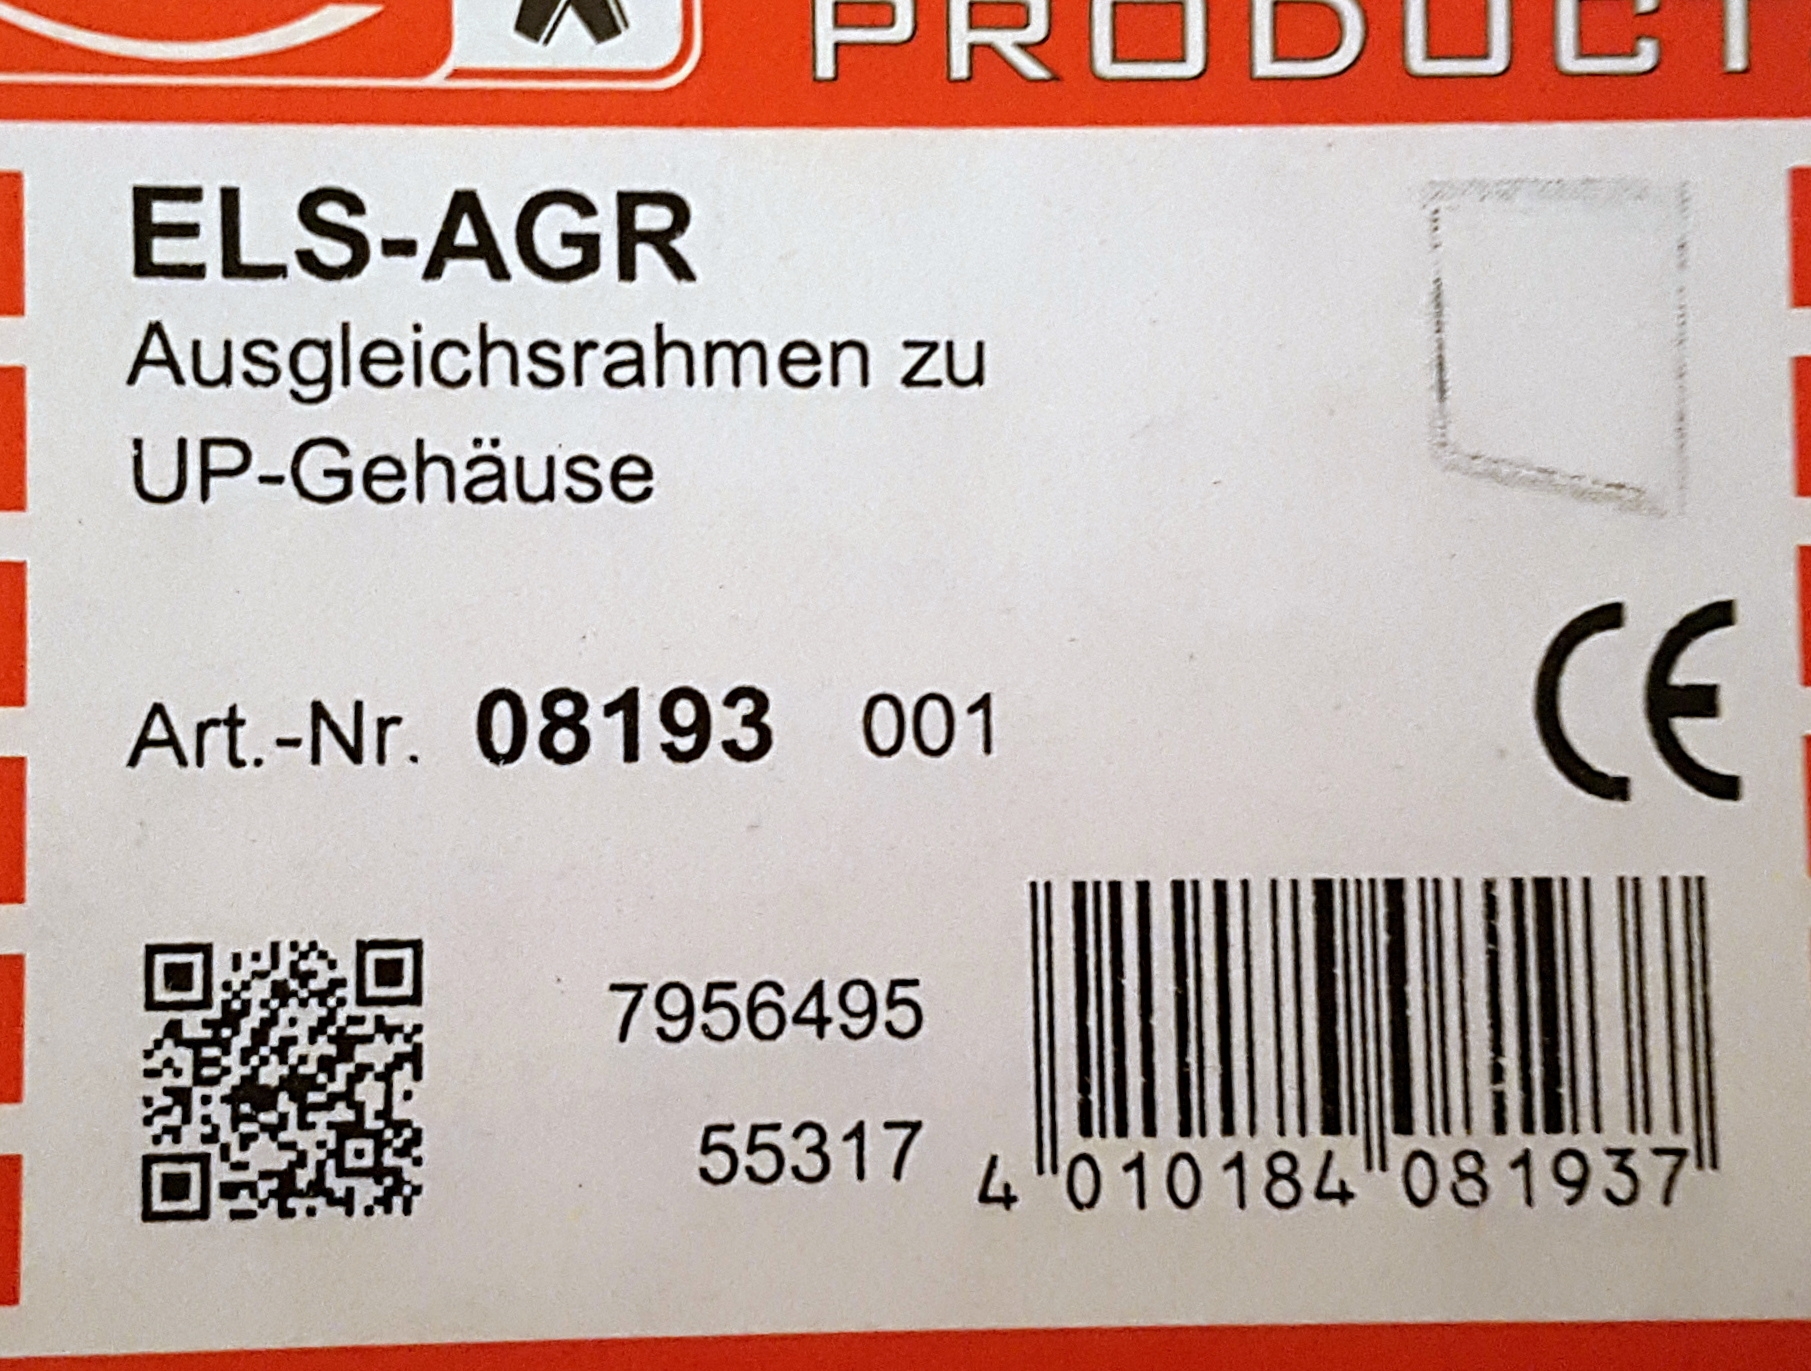 PRODUCT
ELS-AGR
Ausgleichsrahmen zu
UP-Gehäuse
Art.-Nr. 08193 001
CE
7956495
55317
4 010184 081937